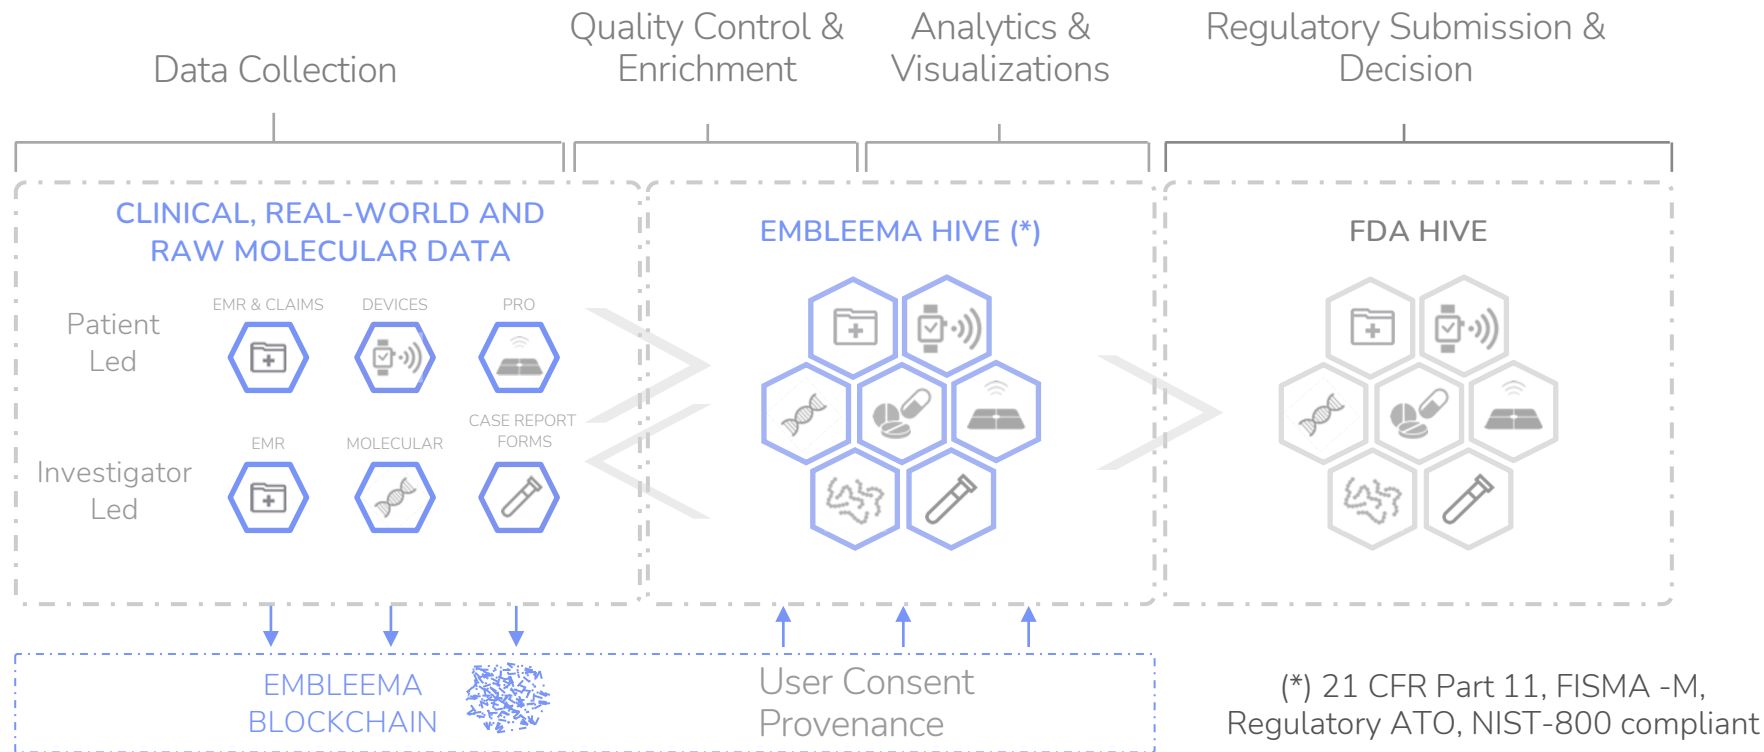 Data Collection
Quality Control &
Enrichment
Analytics &
Visualizations
Regulatory Submission &
Decision
CLINICAL, REAL-WORLD AND
RAW MOLECULAR DATA
Patient
Led
EMR & CLAIMS
DEVICES
PRO
Investigator
Led
EMR
MOLECULAR
CASE REPORT
FORMS
EMBLEEMA HIVE (*)
FDA HIVE
EMBLEEMA
BLOCKCHAIN
User Consent
Provenance
(*) 21 CFR Part 11, FISMA -M,
Regulatory ATO, NIST-800 compliant